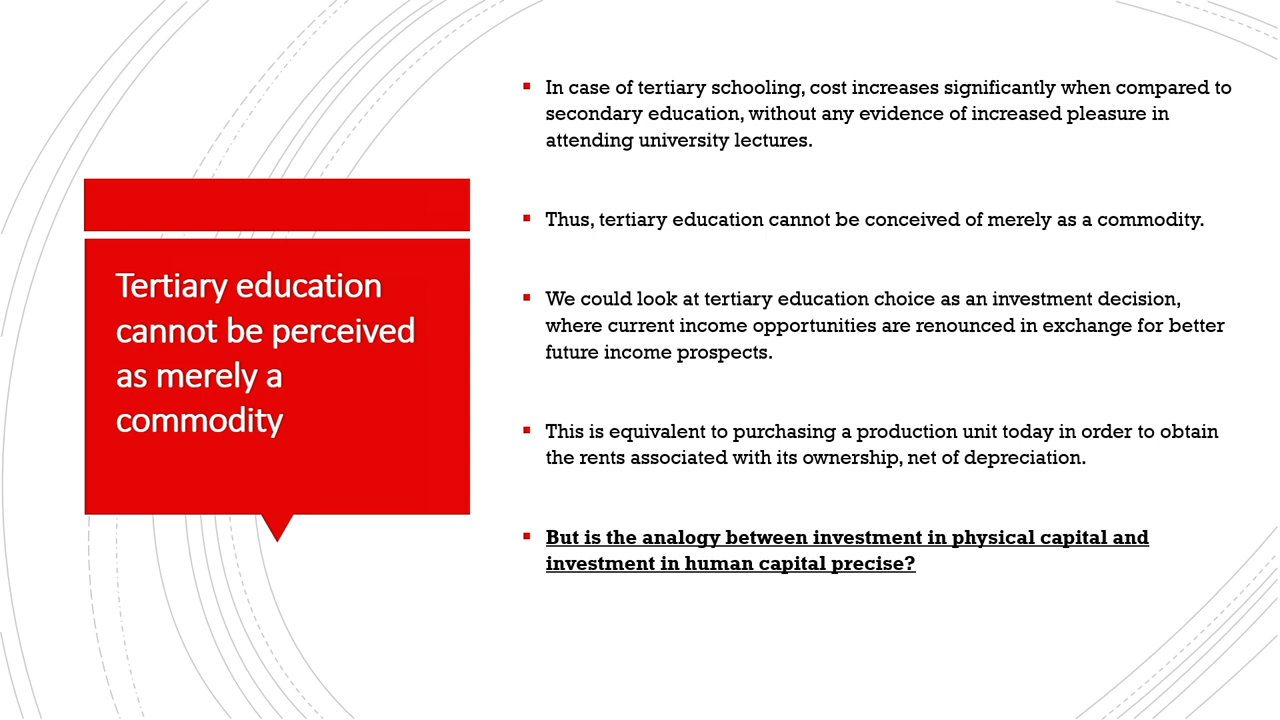 Tertiary education
cannot be perceived
as merely a
commodity
In case of tertiary schooling, cost increases significantly when compared to
secondary education, without any evidence of increased pleasure in
attending university lectures.
Thus, tertiary education cannot be conceived of merely as a commodity.
We could look at tertiary education choice as an investment decision,
where current income opportunities are renounced in exchange for better
future income prospects.
This is equivalent to purchasing a production unit today in order to obtain
the rents associated with its ownership, net of depreciation.
But is the analogy between investment in physical capital and
investment in human capital precise?